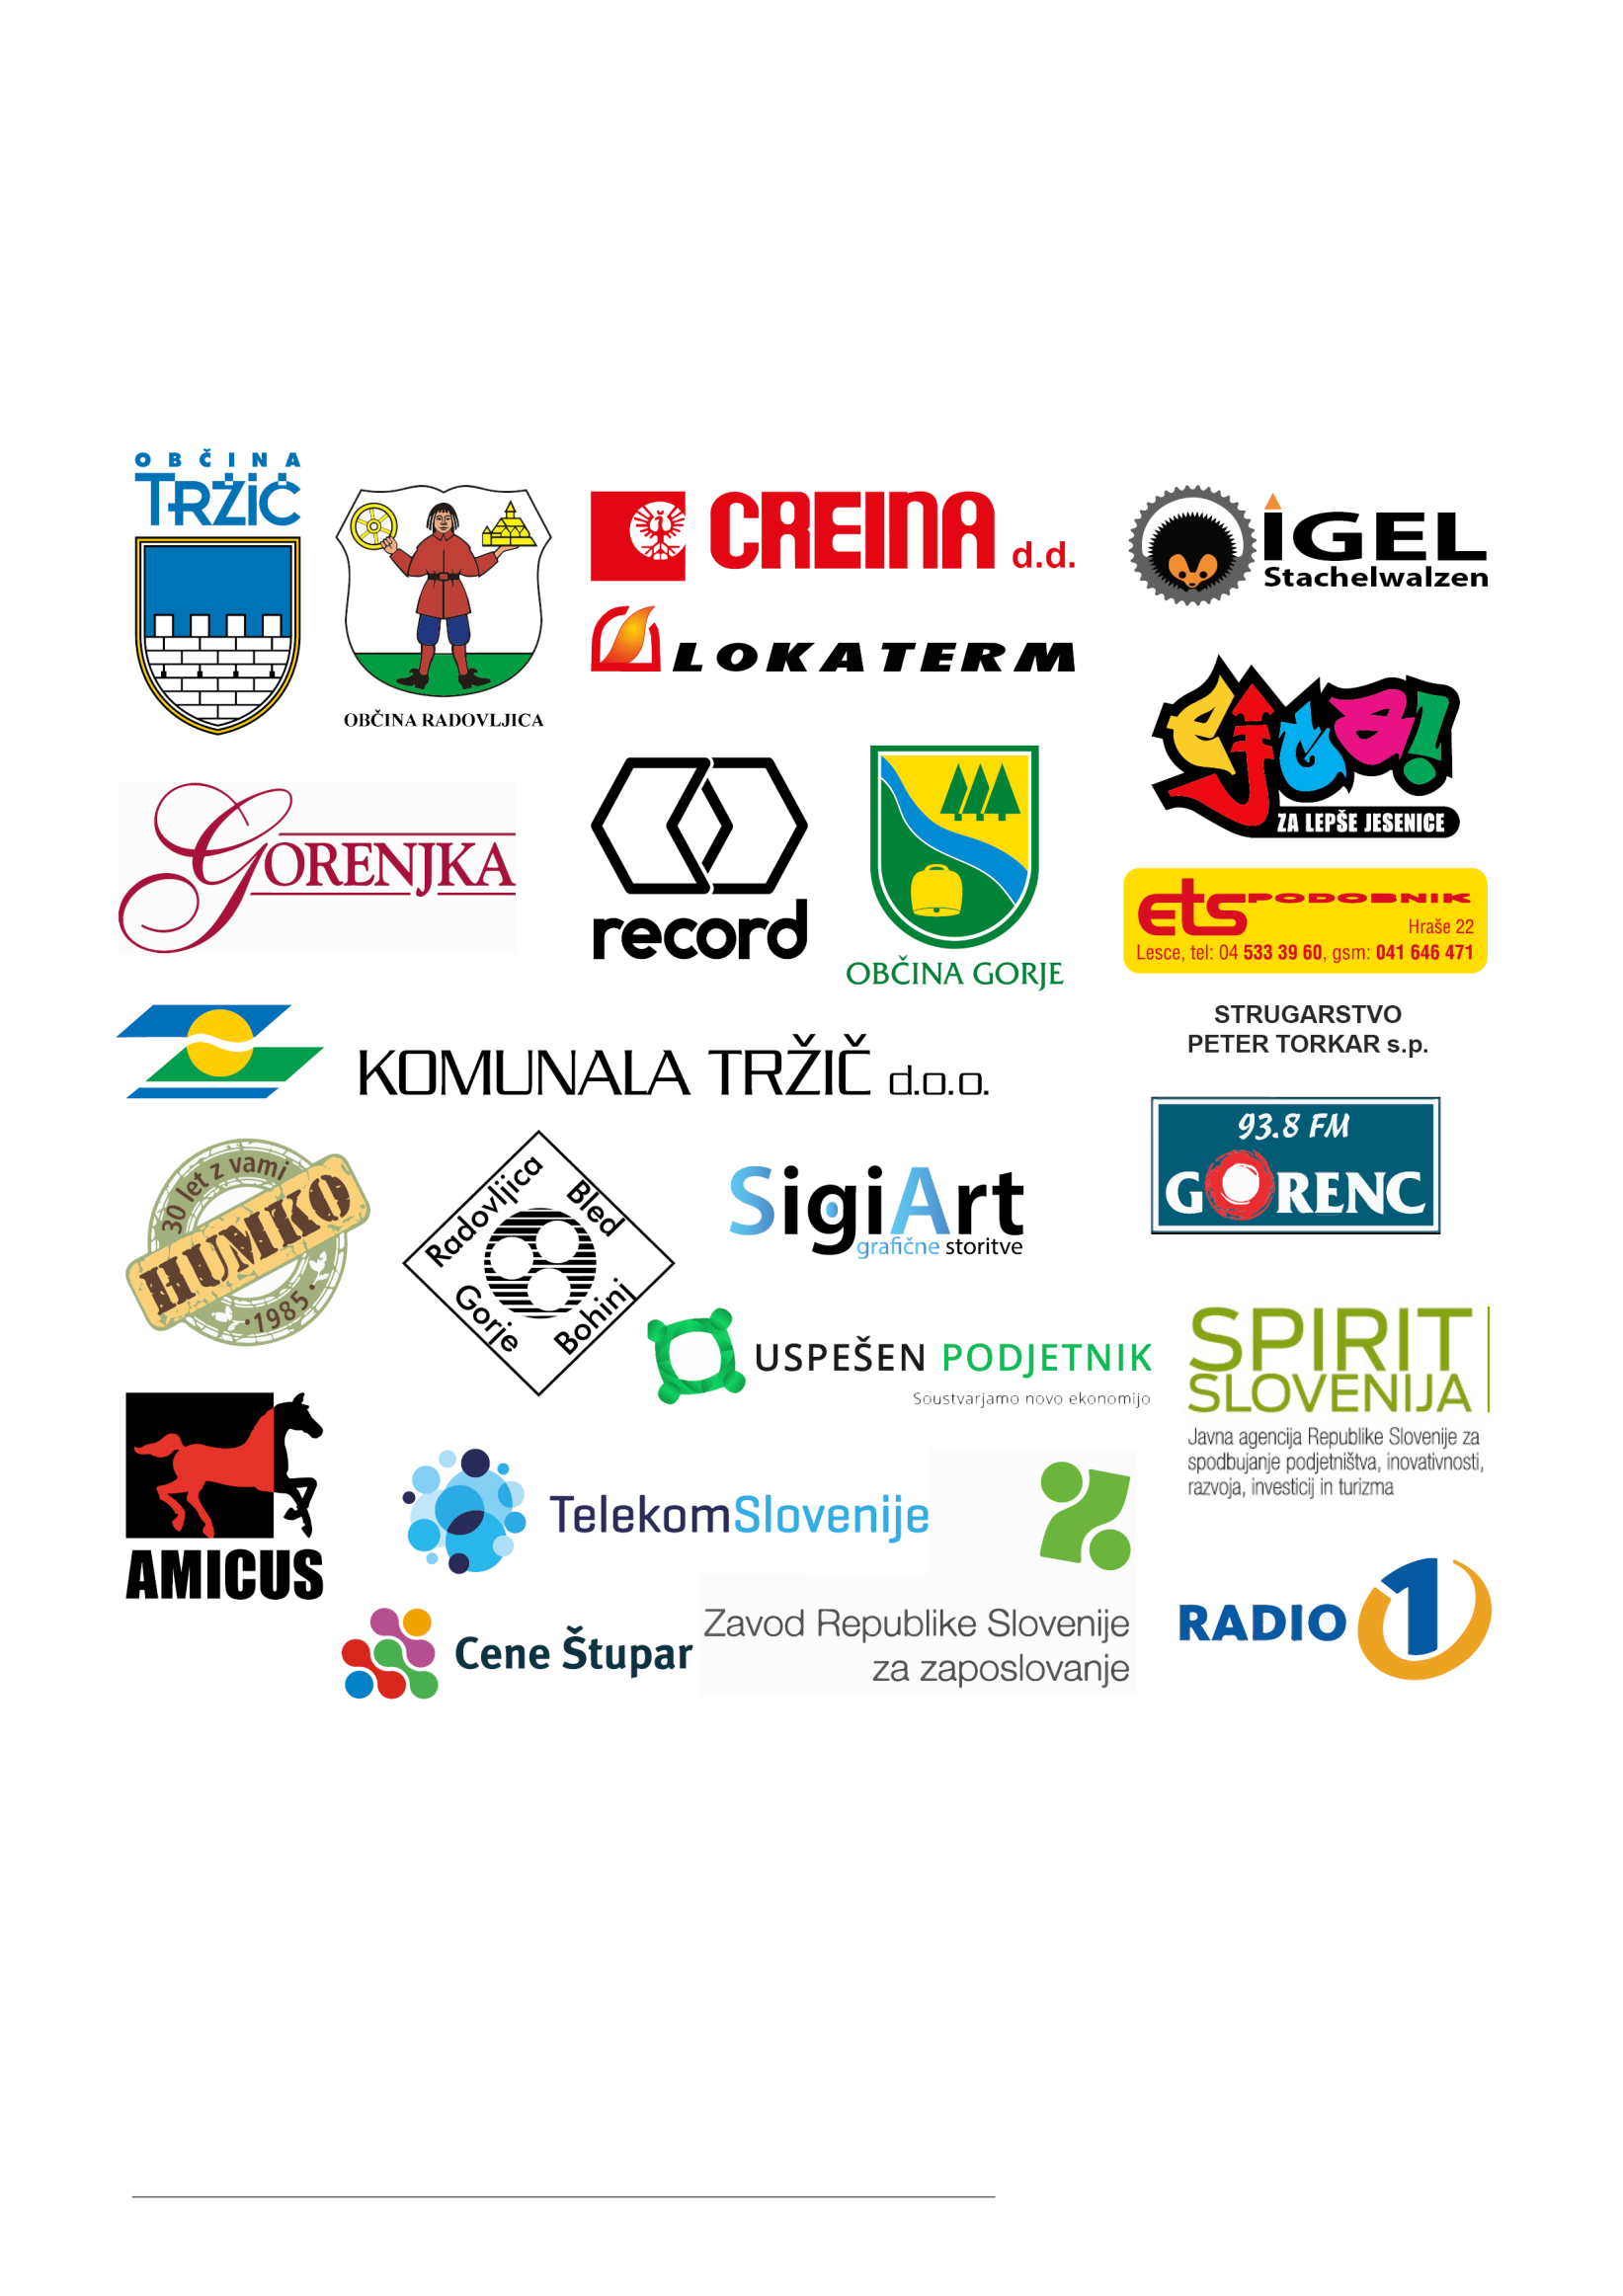 OBČINA
TRŽIČ
OBČINA RADOVLJICA
CREINA d.d.
LOKATERM
IGEL
Stachelwalzen
ejga!
ZA LEPŠE JESENICE
GORENJKA
record
OBČINA GORJE
ets PODOBNIK
Hraše 22
Lesce, tel: 04 533 39 60, gsm: 041 646 471
STRUGARSTVO
PETER TORKAR s.p.
KOMUNALA TRŽIČ d.o.o.
93.8 FM
GORENC
30 let z vami
HUMKO
•1985•
Radovljica
Bled
Gorje
Bohinj
SigiArt
grafične storitve
USPEŠEN PODJETNIK
Soustvarjamo novo ekonomijo
SPIRIT
SLOVENIJA
Javna agencija Republike Slovenije za
spodbujanje podjetništva, inovativnosti,
razvoja, investicij in turizma
AMICUS
TelekomSlovenije
Cene Štupar
Zavod Republike Slovenije
za zaposlovanje
RADIO 1